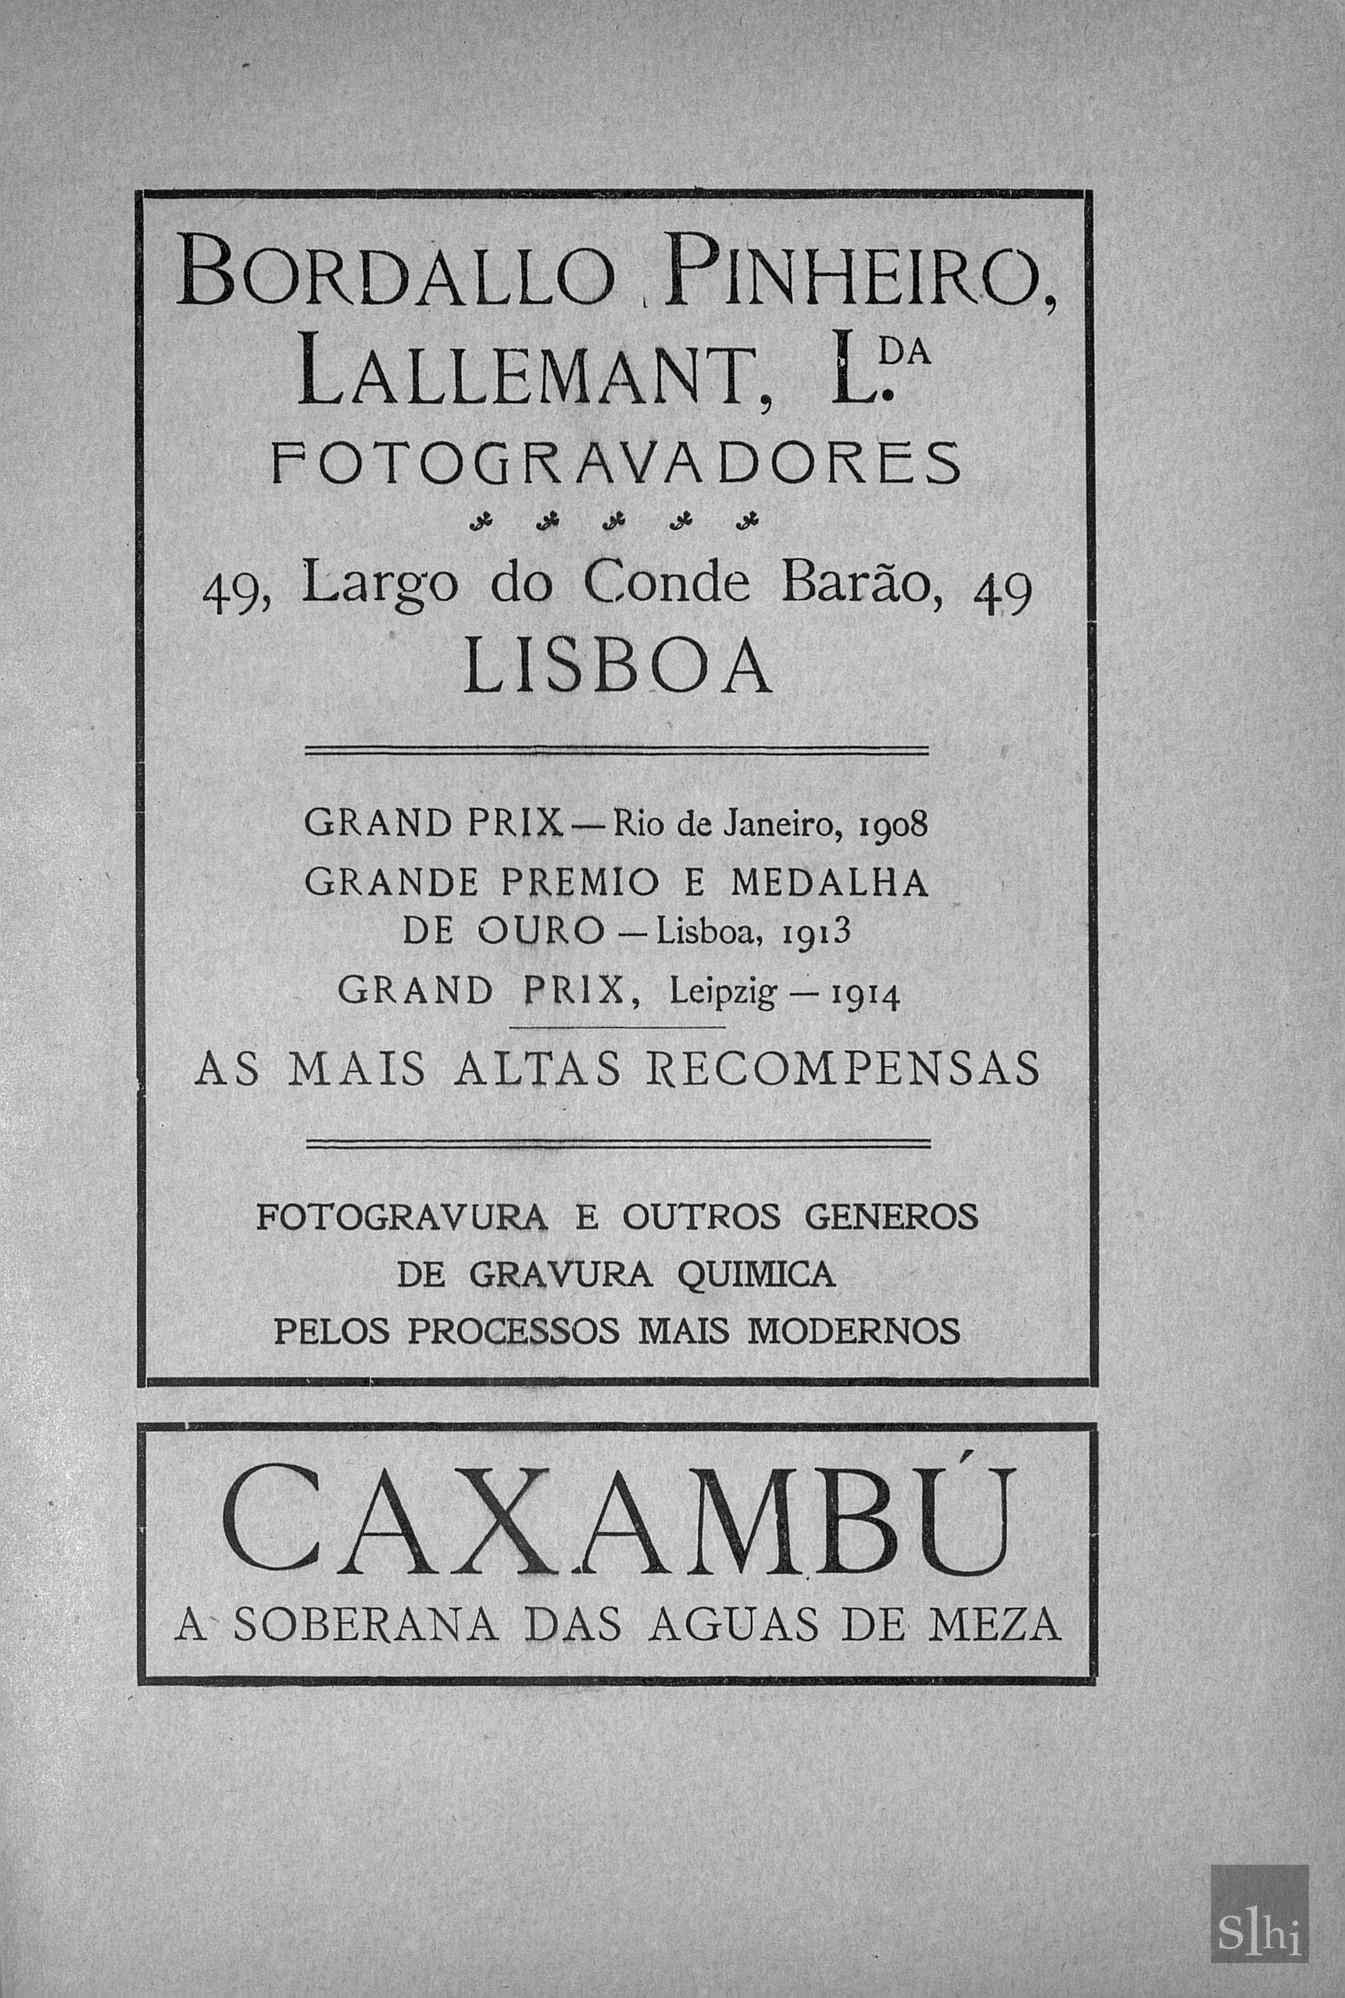 BORDALLO PINHEIRO,
LALLEMANT, L.DA
FOTOGRAVADORES
49, Largo do Conde Barão, 49
LISBOA
GRAND PRIX — Rio de Janeiro, 1908
GRANDE PREMIO E MEDALHA
DE OURO — Lisboa, 1913
GRAND PRIX, Leipzig — 1914
AS MAIS ALTAS RECOMPENSAS
FOTOGRAVURA E OUTROS GENEROS
DE GRAVURA QUIMICA
PELOS PROCESSOS MAIS MODERNOS
CAXAMBÚ
A SOBERANA DAS AGUAS DE MEZA
slhi